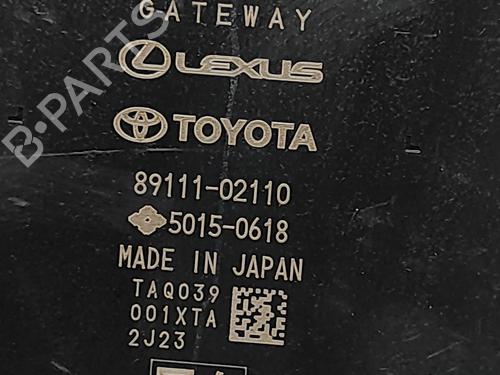 GATEWAY
LEXUS
TOYOTA
89111-02110
5015-0618
MADE IN JAPAN
TAQ039
001XTA
2J23
B-PARTS